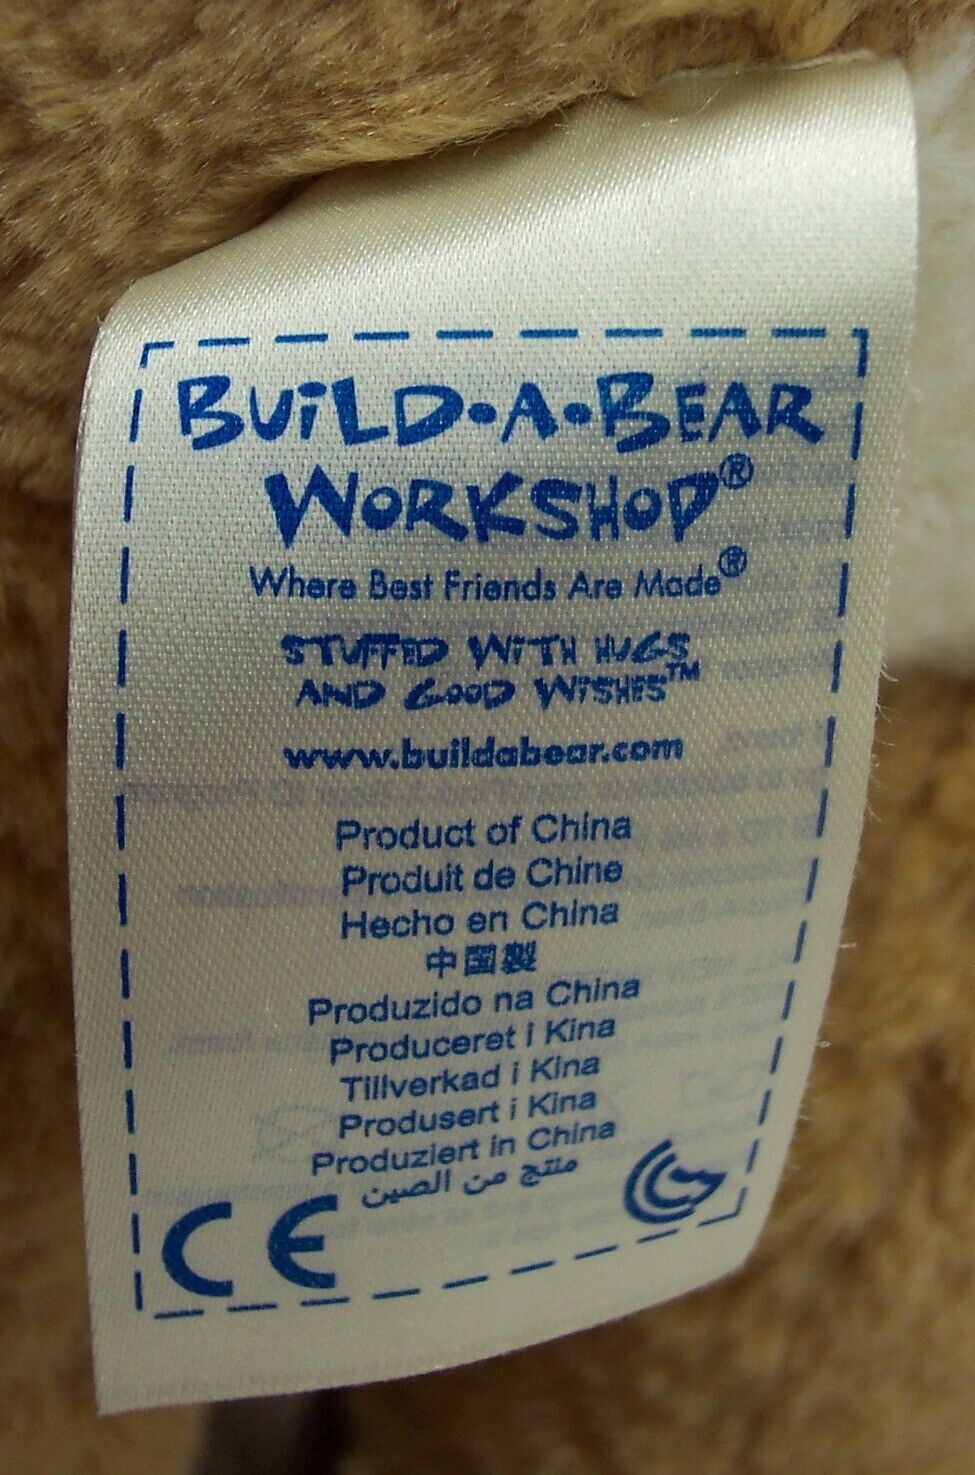 BUiLD•A•BEAR
WORKSHOP®
Where Best Friends Are Made®
STUFFED WiTH HUGS
AND GOOD WiSHES™
www.buildabear.com
Product of China
Produit de Chine
Hecho en China
中国製
Produzido na China
Produceret i Kina
Tillverkad i Kina
Produsert i Kina
Produziert in China
منتج من الصين
CE